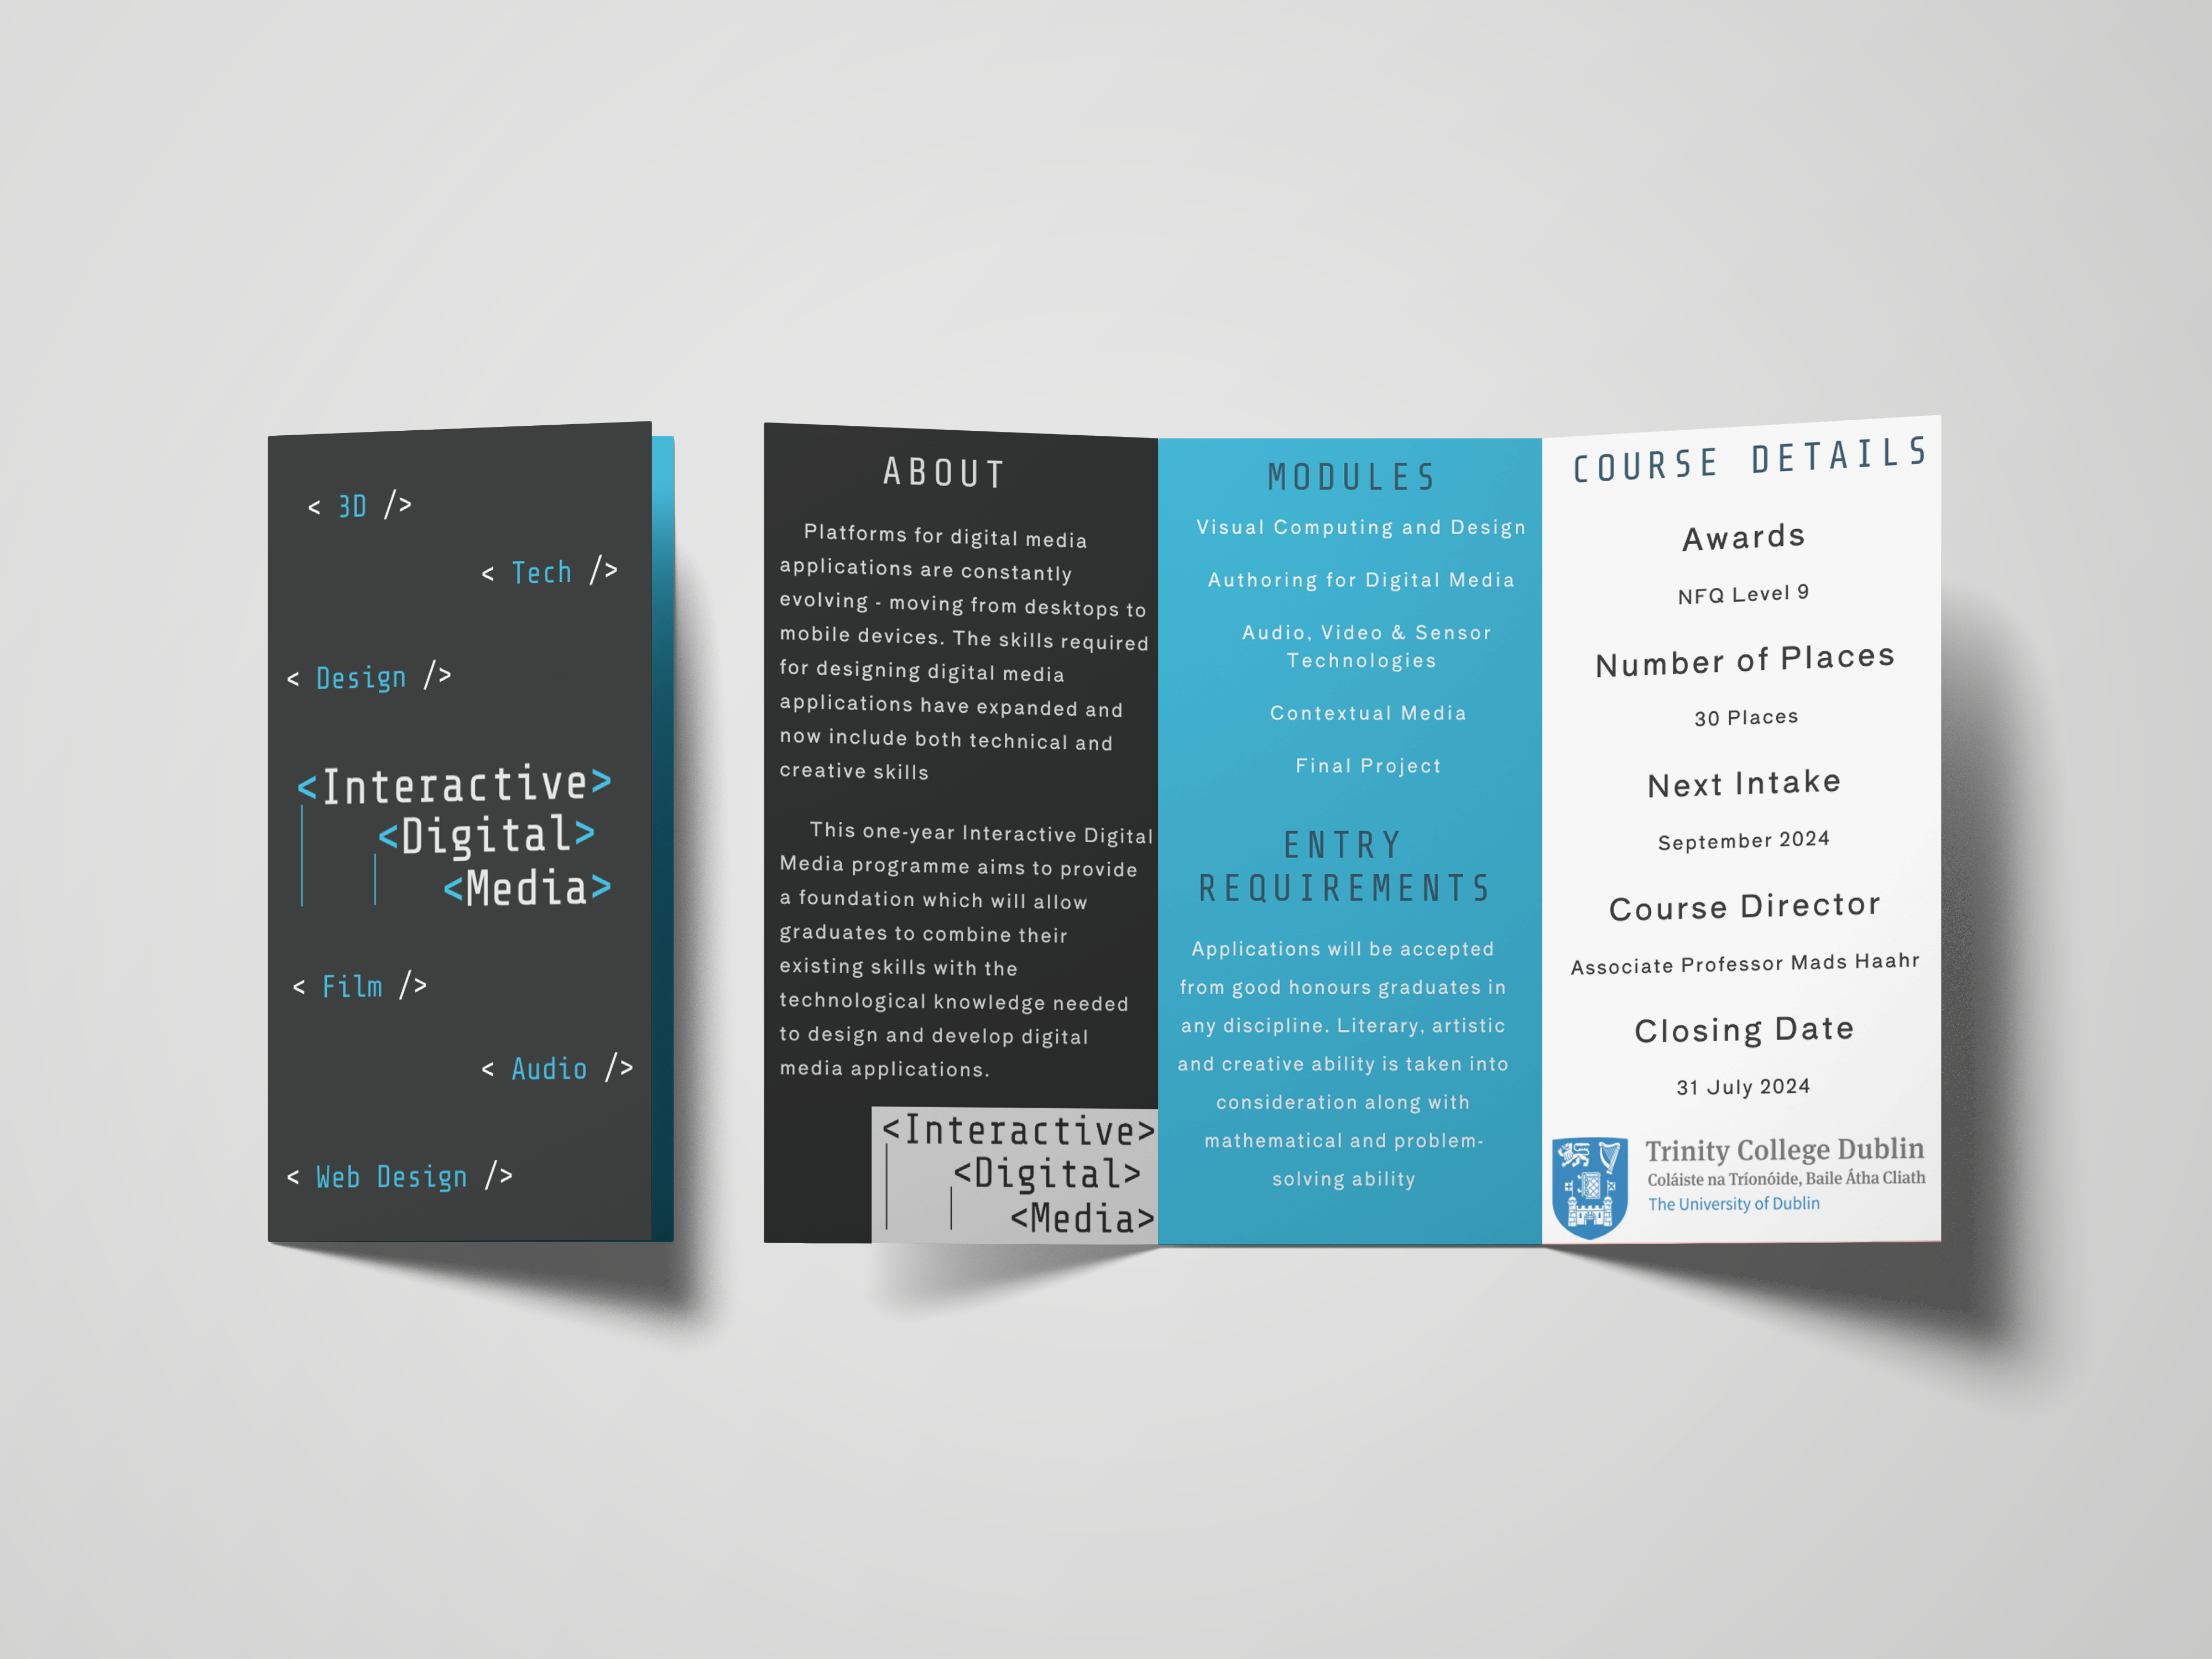 < 3D />
< Tech />
< Design />
<Interactive>
<Digital>
<Media>
< Film />
< Audio />
< Web Design />
ABOUT
Platforms for digital media
applications are constantly
evolving - moving from desktops to
mobile devices. The skills required
for designing digital media
applications have expanded and
now include both technical and
creative skills
This one-year Interactive Digital
Media programme aims to provide
a foundation which will allow
graduates to combine their
existing skills with the
technological knowledge needed
to design and develop digital
media applications.
<Interactive>
<Digital>
<Media>
MODULES
Visual Computing and Design
Authoring for Digital Media
Audio, Video & Sensor
Technologies
Contextual Media
Final Project
ENTRY
REQUIREMENTS
Applications will be accepted
from good honours graduates in
any discipline. Literary, artistic
and creative ability is taken into
consideration along with
mathematical and problem-
solving ability
COURSE DETAILS
Awards
NFQ Level 9
Number of Places
30 Places
Next Intake
September 2024
Course Director
Associate Professor Mads Haahr
Closing Date
31 July 2024
Trinity College Dublin
Coláiste na Tríonóide, Baile Átha Cliath
The University of Dublin